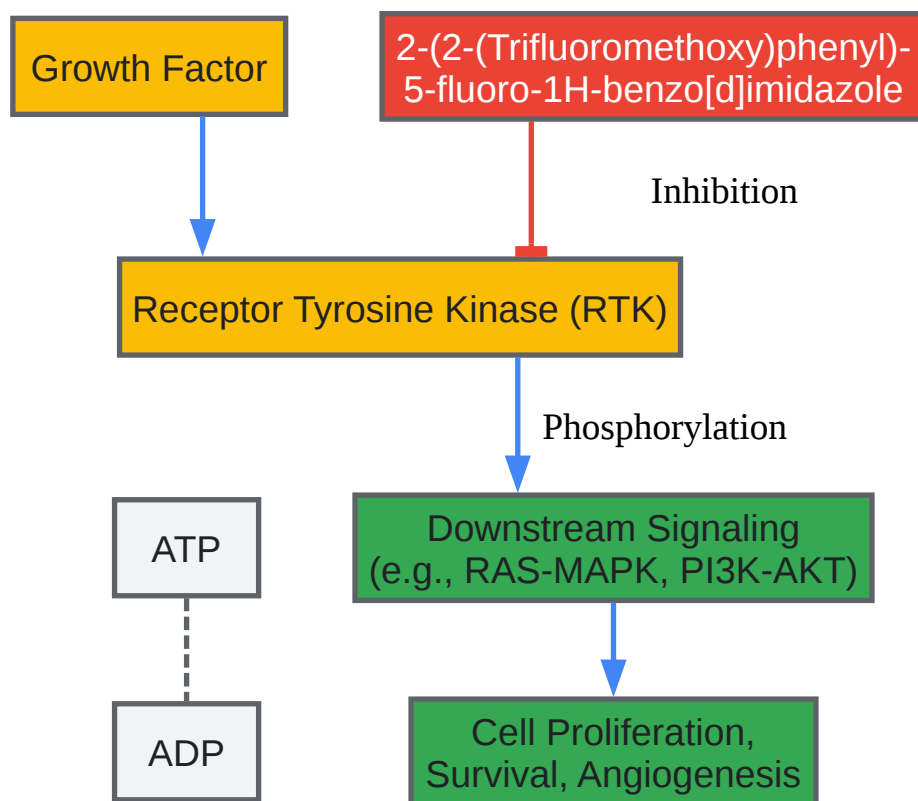 Growth Factor
2-(2-(Trifluoromethoxy)phenyl)-
5-fluoro-1H-benzo[d]imidazole
Inhibition
Receptor Tyrosine Kinase (RTK)
Phosphorylation
ATP
Downstream Signaling
(e.g., RAS-MAPK, PI3K-AKT)
ADP
Cell Proliferation,
Survival, Angiogenesis